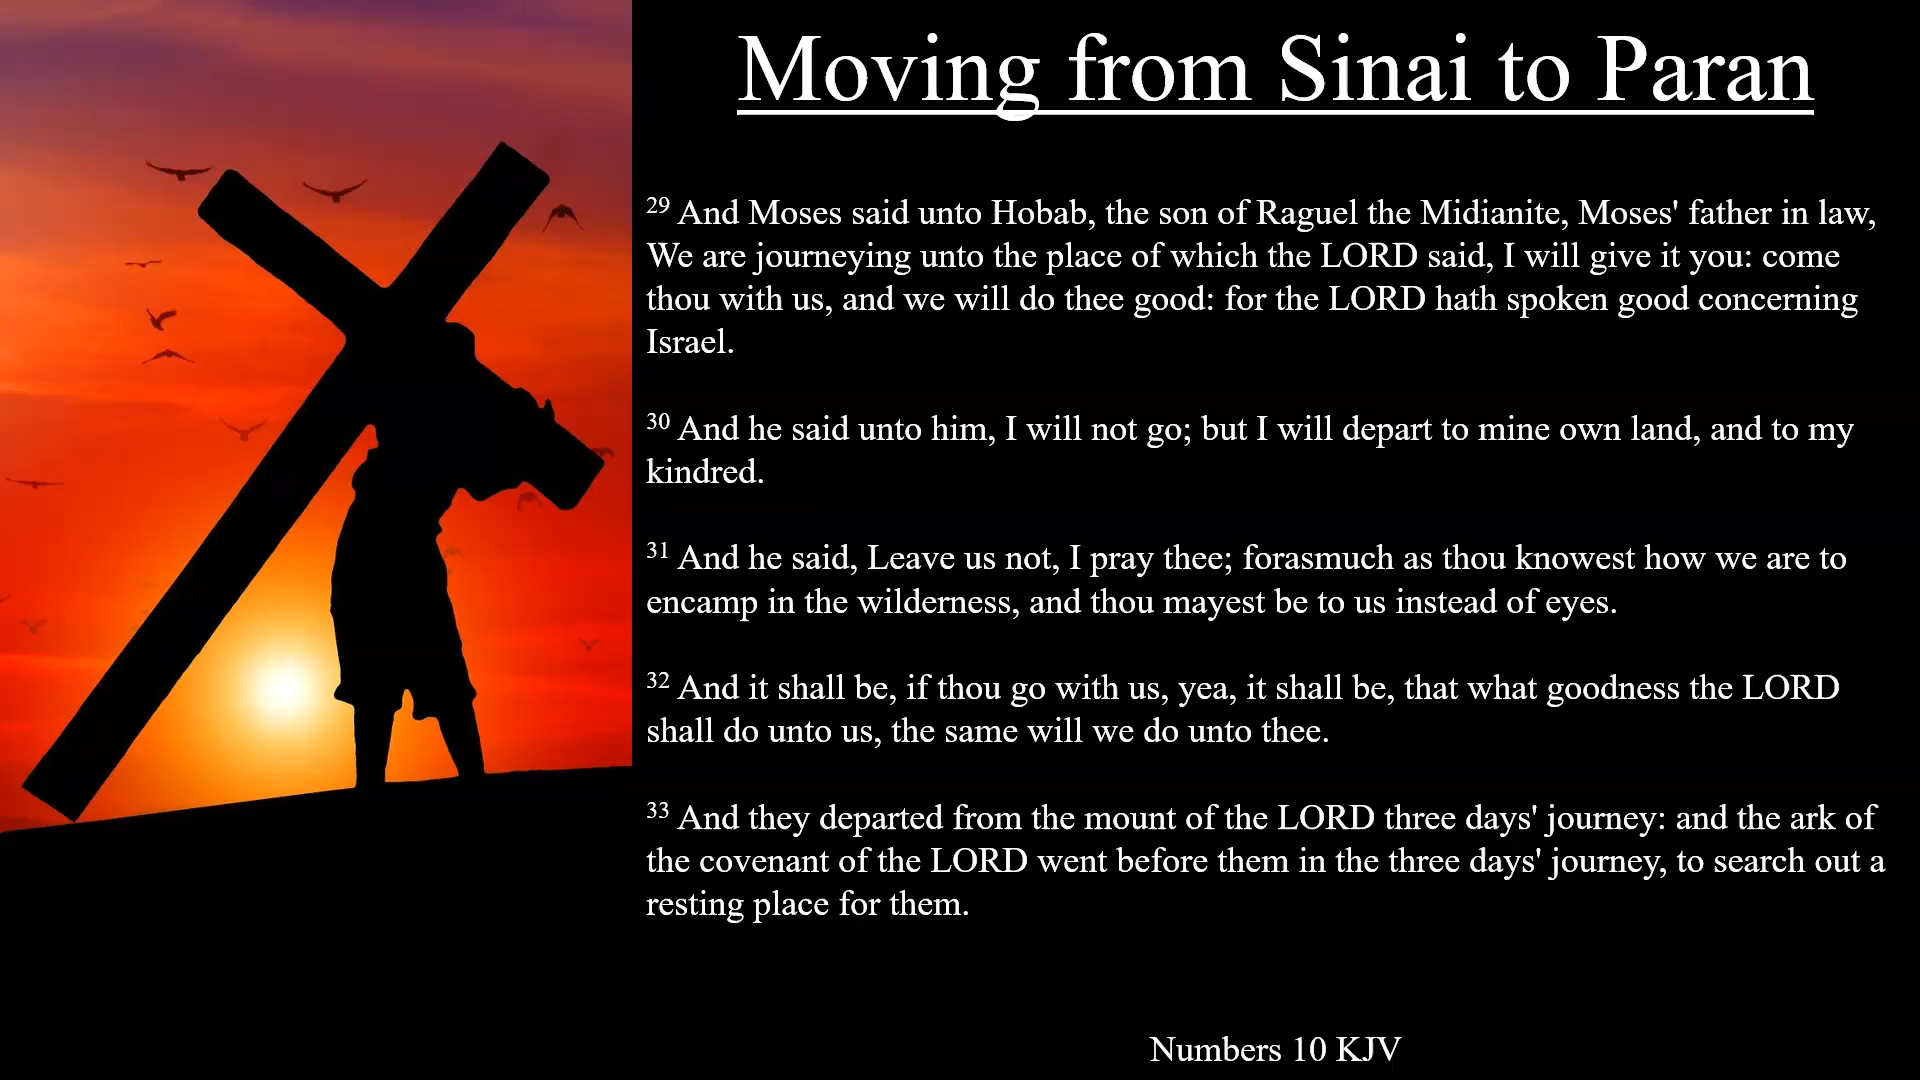 Moving from Sinai to Paran
29 And Moses said unto Hobab, the son of Raguel the Midianite, Moses' father in law,
We are journeying unto the place of which the LORD said, I will give it you: come
thou with us, and we will do thee good: for the LORD hath spoken good concerning
Israel.
30 And he said unto him, I will not go; but I will depart to mine own land, and to my
kindred.
31 And he said, Leave us not, I pray thee; forasmuch as thou knowest how we are to
encamp in the wilderness, and thou mayest be to us instead of eyes.
32 And it shall be, if thou go with us, yea, it shall be, that what goodness the LORD
shall do unto us, the same will we do unto thee.
33 And they departed from the mount of the LORD three days' journey: and the ark of
the covenant of the LORD went before them in the three days' journey, to search out a
resting place for them.
Numbers 10 KJV